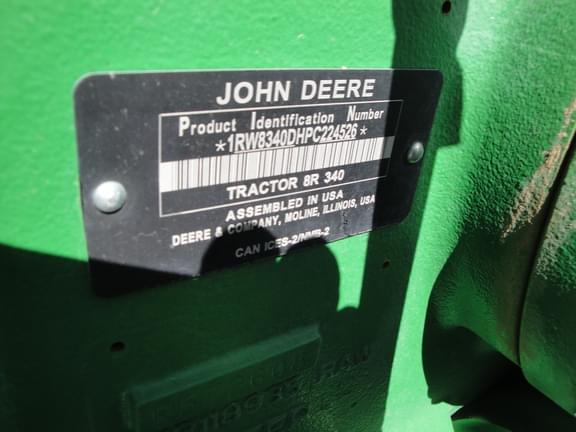 JOHN DEERE
Product Identification Number
*1RW8340DHPC224526*
TRACTOR 8R 340
ASSEMBLED IN USA
DEERE & COMPANY, MOLINE, ILLINOIS, USA
CAN ICES-2/NMB-2